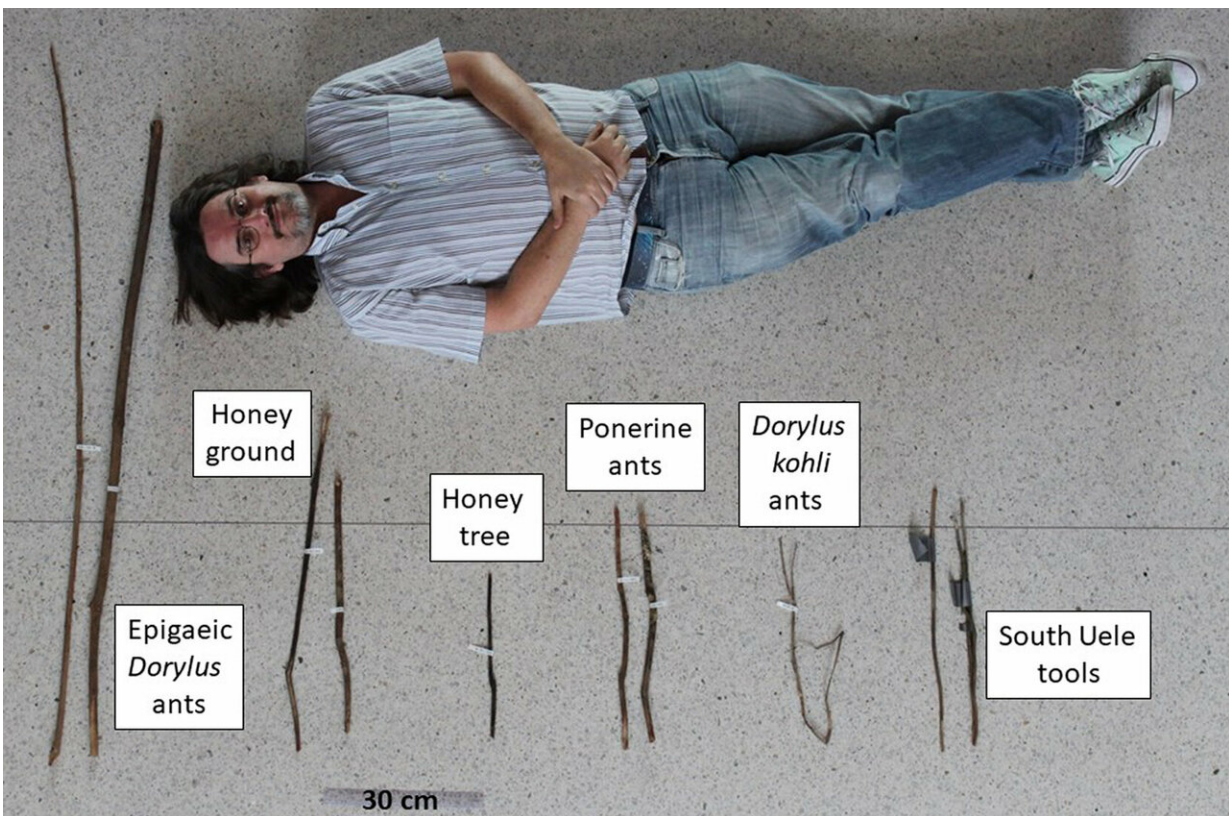 Honey
ground
Honey
tree
Ponerine
ants
Dorylus
kohli
ants
Epigaeic
Dorylus
ants
South Uele
tools
30 cm